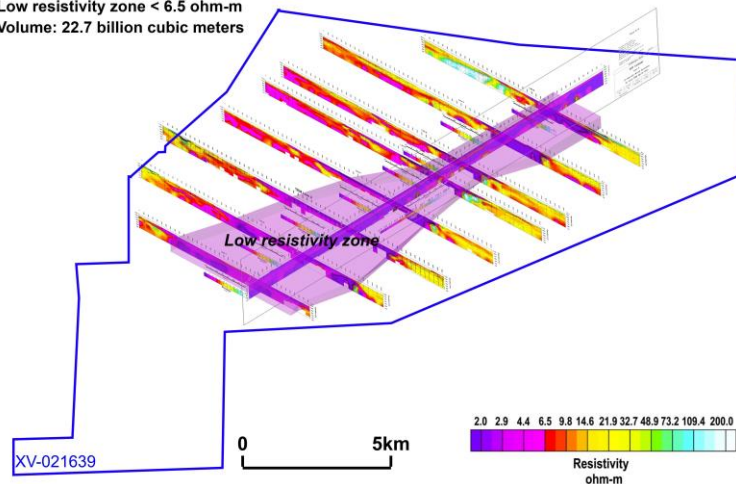 Low resistivity zone < 6.5 ohm-m
Volume: 22.7 billion cubic meters
Low resistivity zone
0 5km
2.0 2.9 4.4 6.5 9.8 14.6 21.9 32.7 48.9 73.2 109.4 200.0
Resistivity
ohm-m
XV-021639